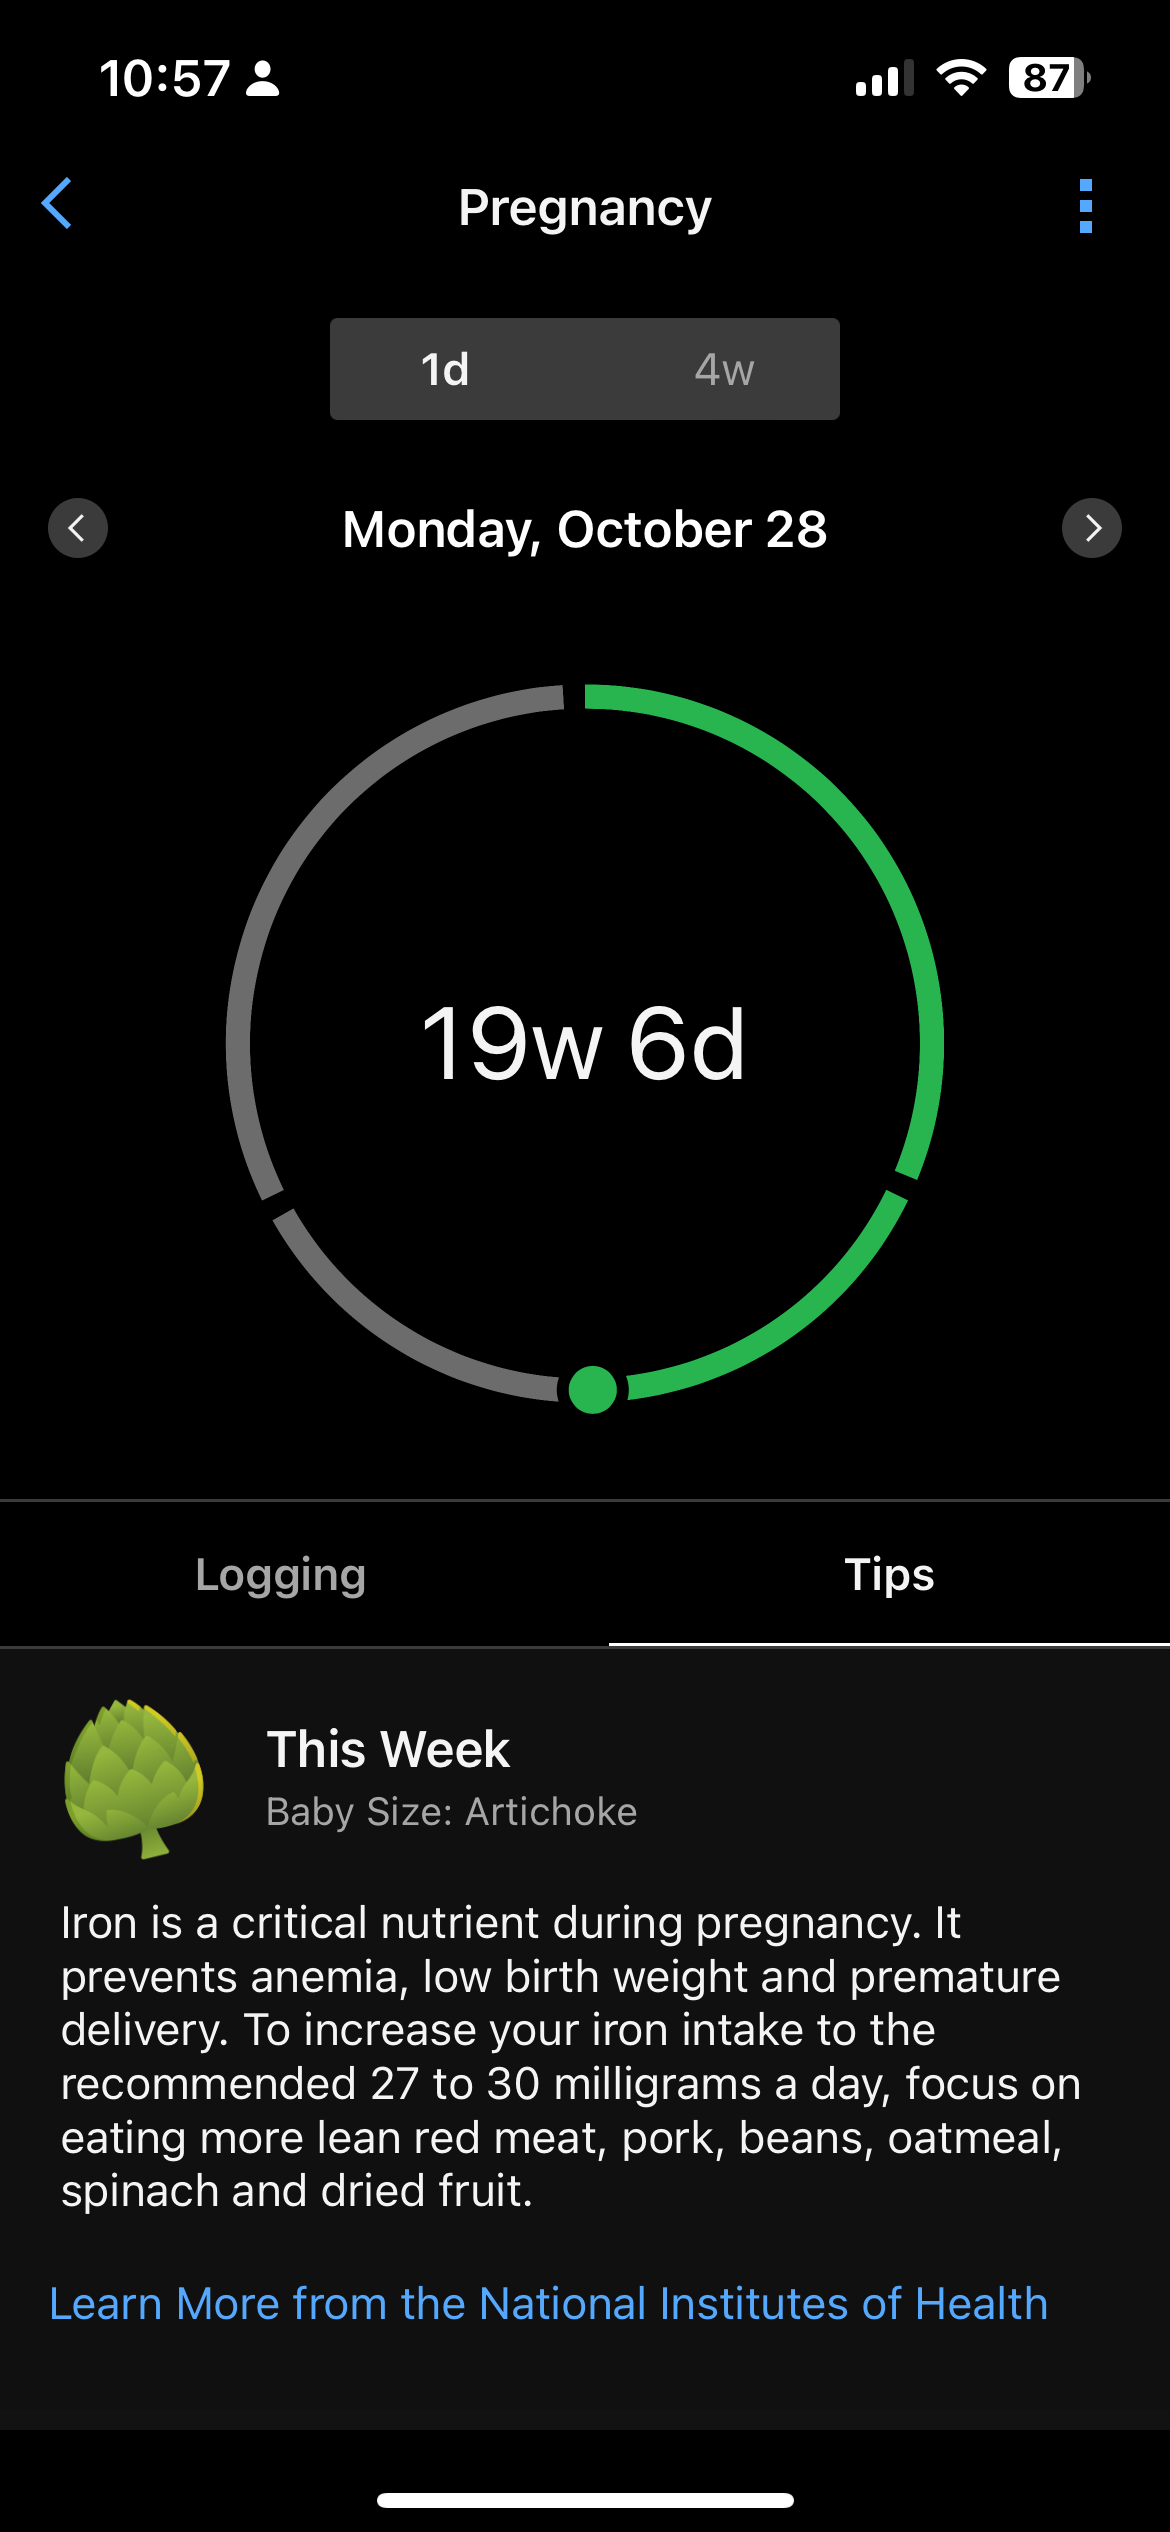 10:57
87
Pregnancy
1d
4w
Monday, October 28
19w 6d
Logging
Tips
This Week
Baby Size: Artichoke
Iron is a critical nutrient during pregnancy. It
prevents anemia, low birth weight and premature
delivery. To increase your iron intake to the
recommended 27 to 30 milligrams a day, focus on
eating more lean red meat, pork, beans, oatmeal,
spinach and dried fruit.
Learn More from the National Institutes of Health